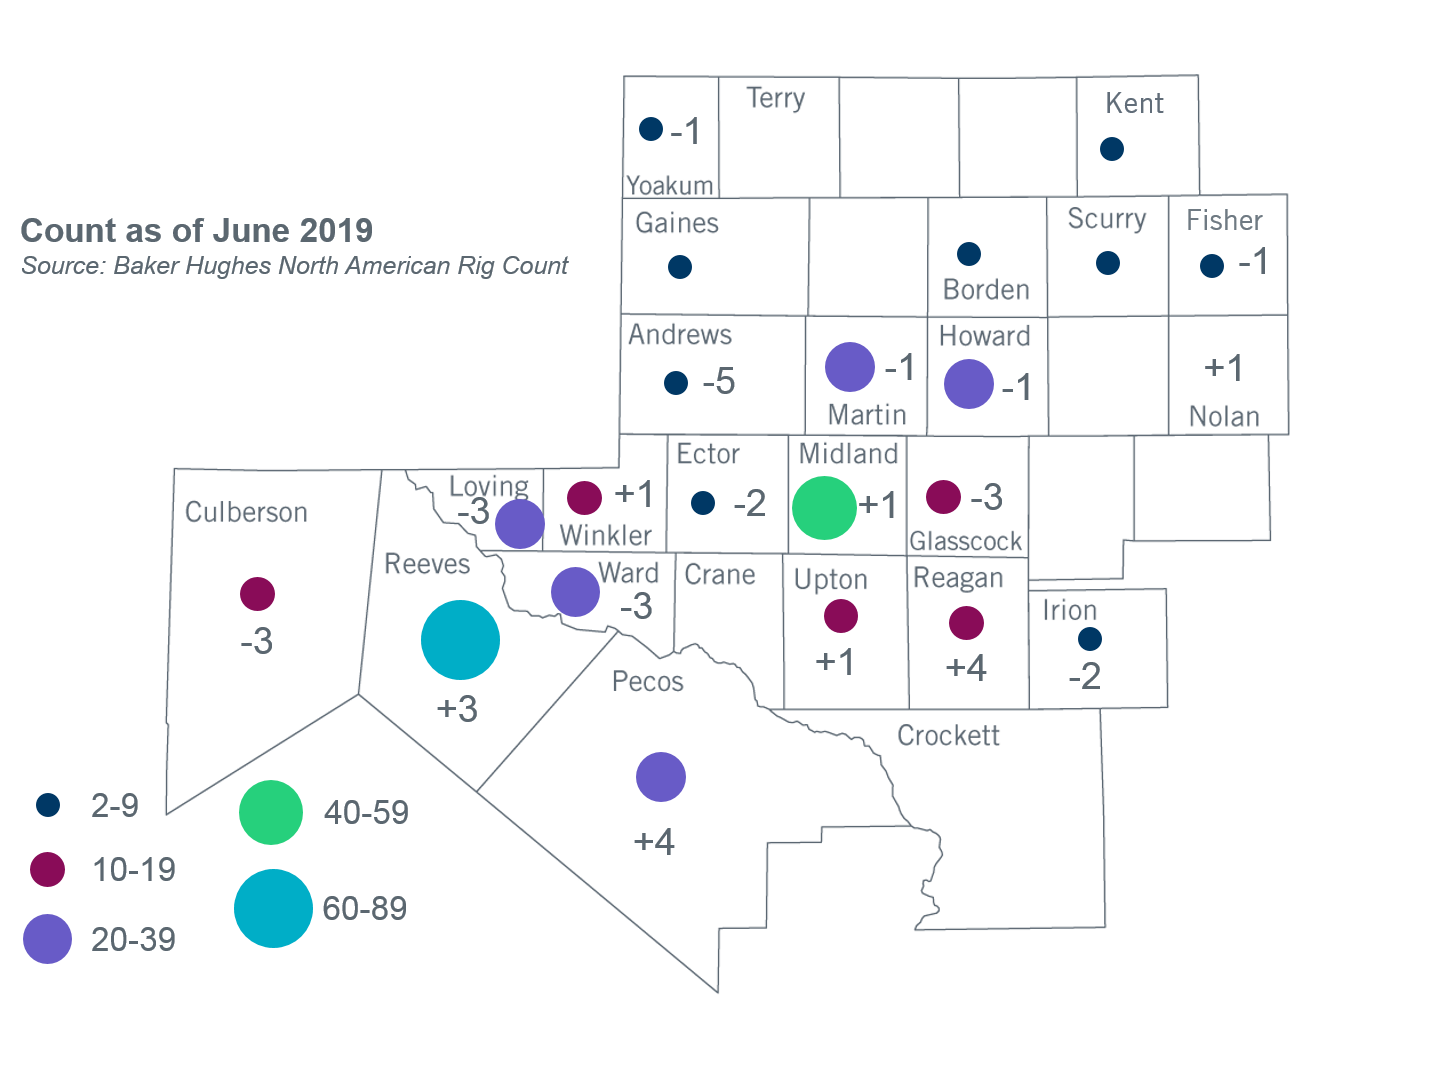 Terry
Kent
-1
Yoakum
Count as of June 2019
Source: Baker Hughes North American Rig Count
Gaines
Scurry
Fisher
-1
Borden
Andrews
-5
-1
Martin
Howard
-1
+1
Nolan
Culberson
-3
Loving
-3
+1
Winkler
Ector
-2
Midland
+1
-3
Glasscock
Reeves
+3
Ward
-3
Crane
Upton
+1
Reagan
+4
Irion
-2
Pecos
+4
Crockett
2-9
10-19
20-39
40-59
60-89